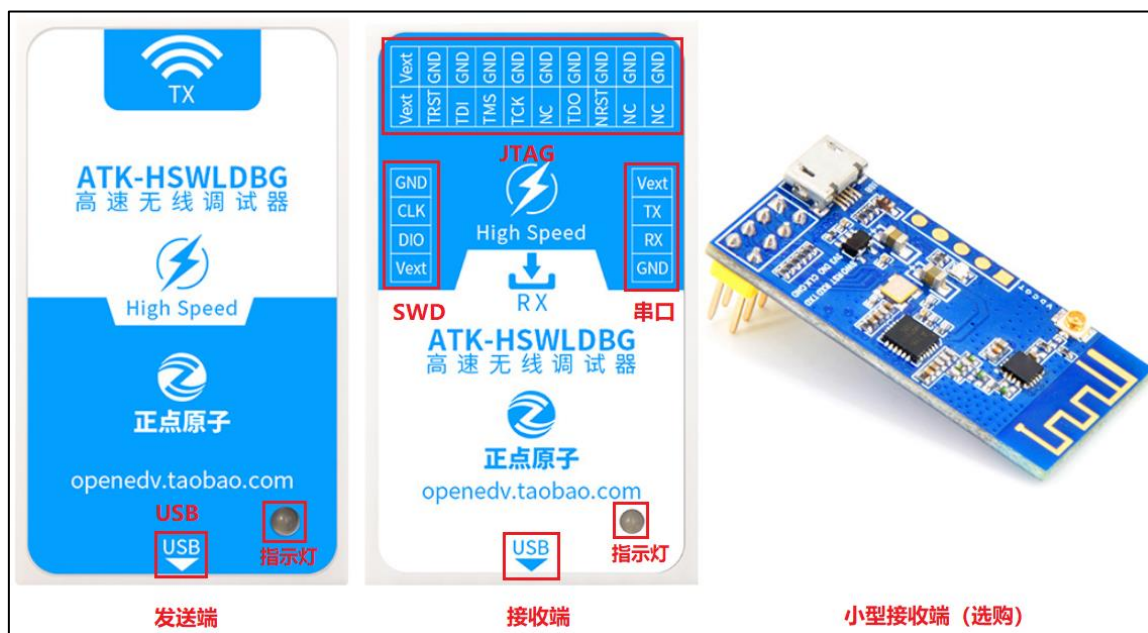 TX
ATK-HSWLDBG
高速无线调试器
High Speed
正点原子
openedv.taobao.com
USB
USB
指示灯
发送端
Vext GND GND GND GND GND GND GND GND GND
Vext TRST TDI TMS TCK NC TDO NRST NC NC
JTAG
GND
CLK
DIO
Vext
SWD
High Speed
RX
Vext
TX
RX
GND
串口
ATK-HSWLDBG
高速无线调试器
正点原子
openedv.taobao.com
USB
指示灯
接收端
小型接收端（选购）